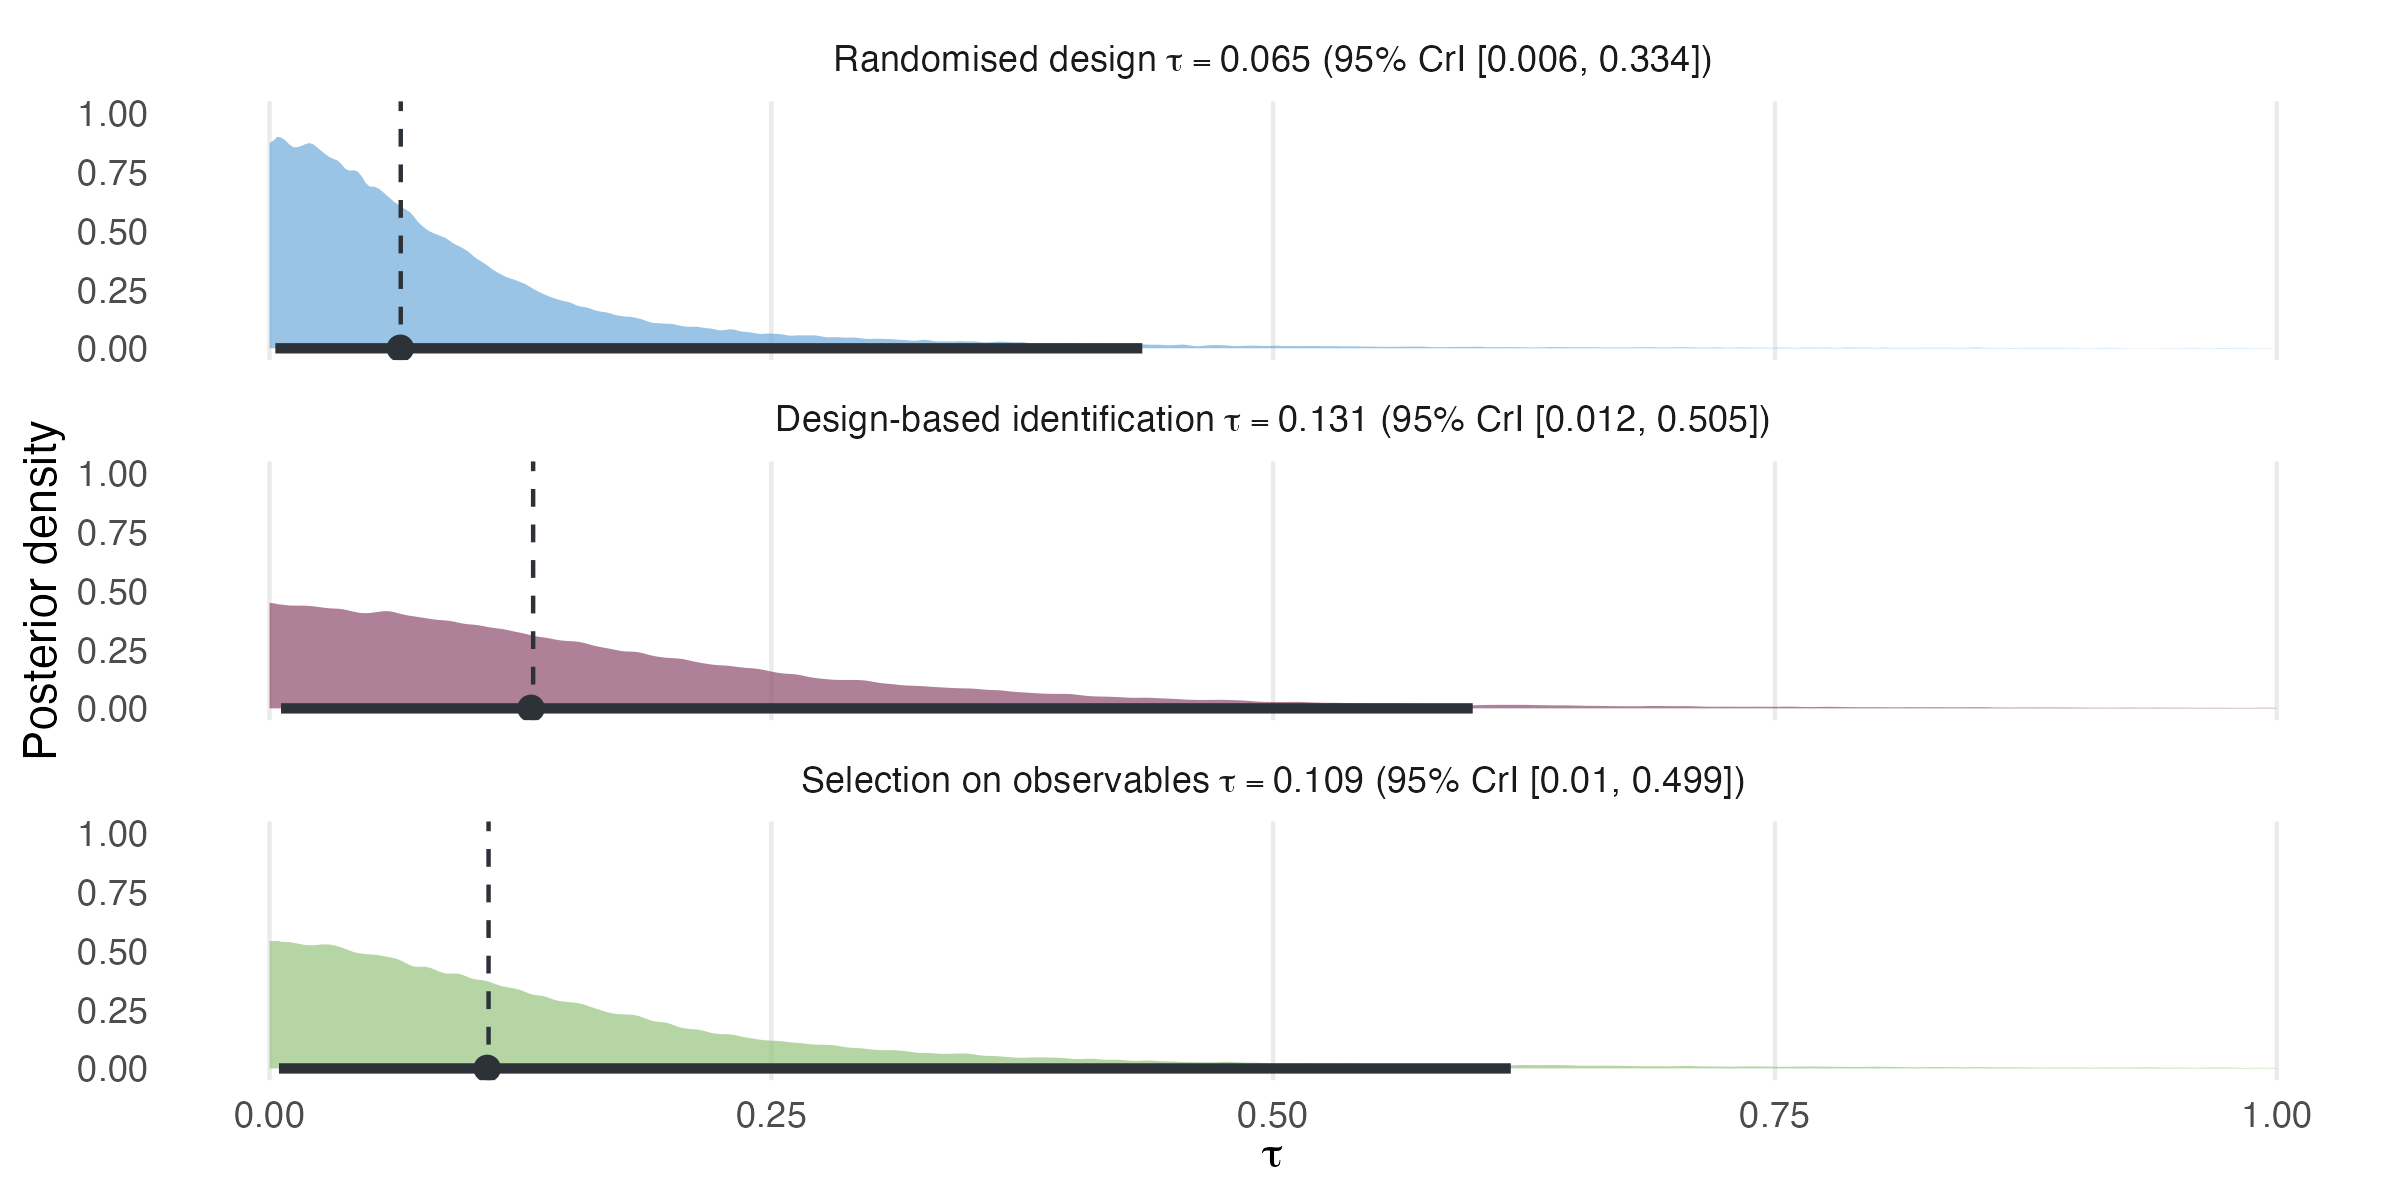 Randomised design τ = 0.065 (95% CrI [0.006, 0.334])
1.00
0.75
0.50
0.25
0.00
Design-based identification τ = 0.131 (95% CrI [0.012, 0.505])
1.00
0.75
0.50
0.25
0.00
Posterior density
Selection on observables τ = 0.109 (95% CrI [0.01, 0.499])
1.00
0.75
0.50
0.25
0.00
0.00 0.25 0.50 0.75 1.00
τ